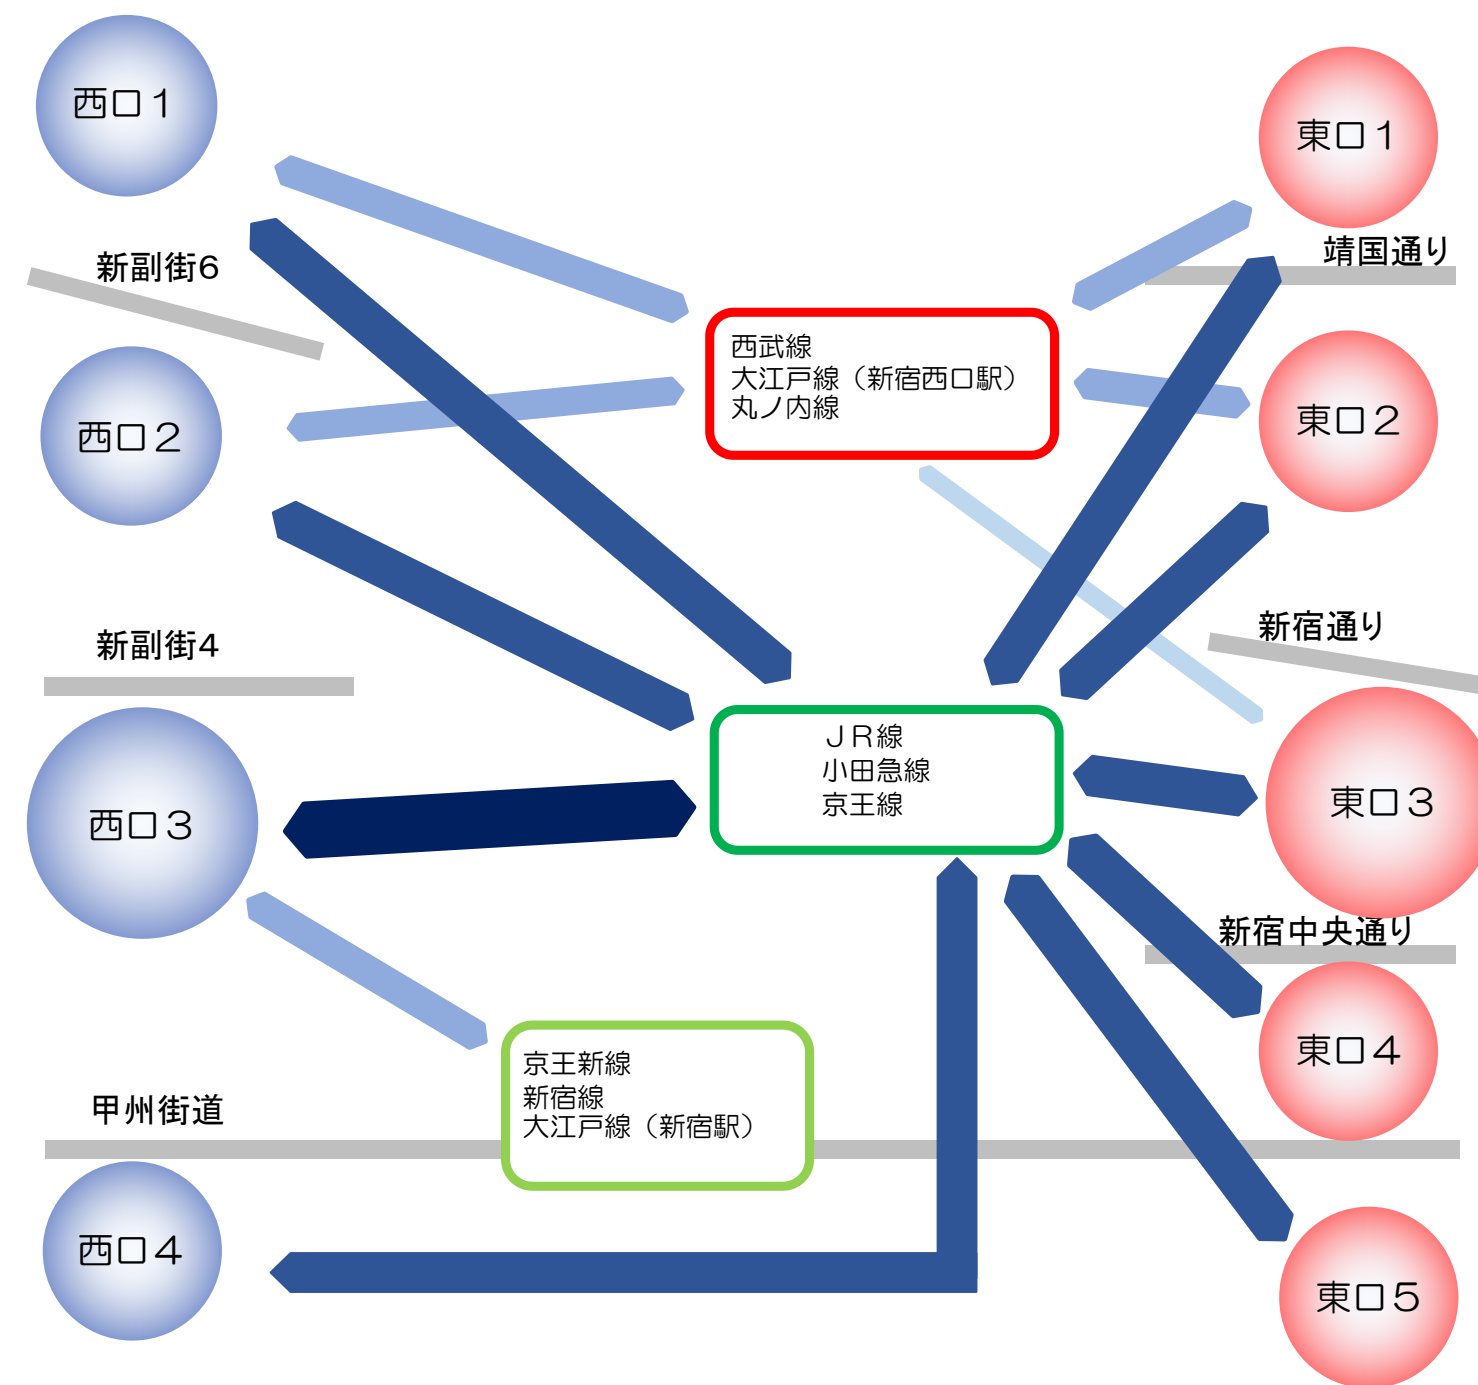 西口１
東口１
新副街６
靖国通り
西武線
大江戸線（新宿西口駅）
丸ノ内線
西口２
東口２
新副街４
新宿通り
ＪＲ線
小田急線
京王線
西口３
東口３
新宿中央通り
京王新線
新宿線
大江戸線（新宿駅）
東口４
甲州街道
西口４
東口５